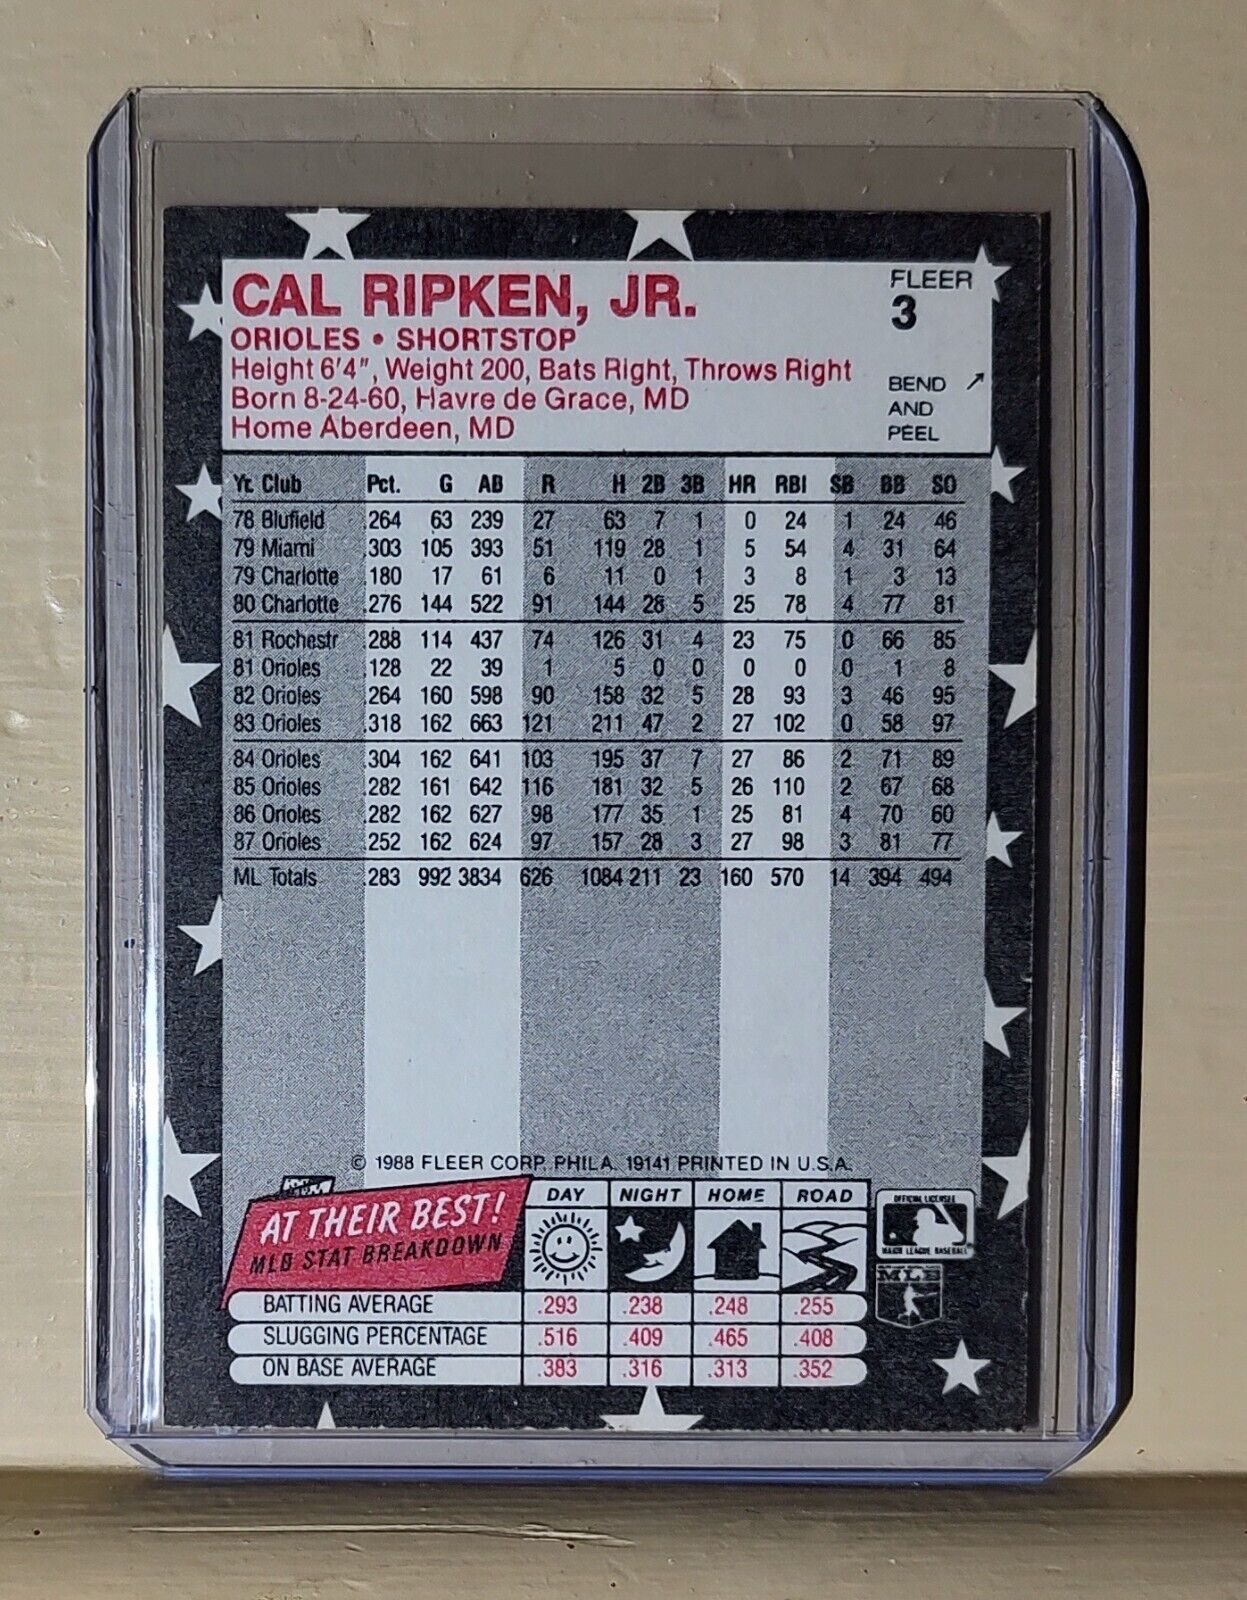 CAL RIPKEN, JR.
FLEER
3
ORIOLES • SHORTSTOP
Height 6'4", Weight 200, Bats Right, Throws Right
Born 8-24-60, Havre de Grace, MD
Home Aberdeen, MD
BEND ↗
AND
PEEL
Yr. Club Pct. G AB R H 2B 3B HR RBI SB BB SO
78 Blufield .264 63 239 27 63 7 1 0 24 1 24 46
79 Miami .303 105 393 51 119 28 1 5 54 4 31 64
79 Charlotte .180 17 61 6 11 0 1 3 8 1 3 13
80 Charlotte .276 144 522 91 144 28 5 25 78 4 77 81
81 Rochestr .288 114 437 74 126 31 4 23 75 0 66 85
81 Orioles .128 22 39 1 5 0 0 0 0 0 1 8
82 Orioles .264 160 598 90 158 32 5 28 93 3 46 95
83 Orioles .318 162 663 121 211 47 2 27 102 0 58 97
84 Orioles .304 162 641 103 195 37 7 27 86 2 71 89
85 Orioles .282 161 642 116 181 32 5 26 110 2 67 68
86 Orioles .282 162 627 98 177 35 1 25 81 4 70 60
87 Orioles .252 162 624 97 157 28 3 27 98 3 81 77
ML Totals .283 992 3834 626 1084 211 23 160 570 14 394 494
© 1988 FLEER CORP. PHILA. 19141 PRINTED IN U.S.A.
AT THEIR BEST!
MLB STAT BREAKDOWN
DAY NIGHT HOME ROAD
BATTING AVERAGE .293 .238 .248 .255
SLUGGING PERCENTAGE .516 .409 .465 .408
ON BASE AVERAGE .383 .316 .313 .352
OFFICIAL LICENSEE
MAJOR LEAGUE BASEBALL
MLB